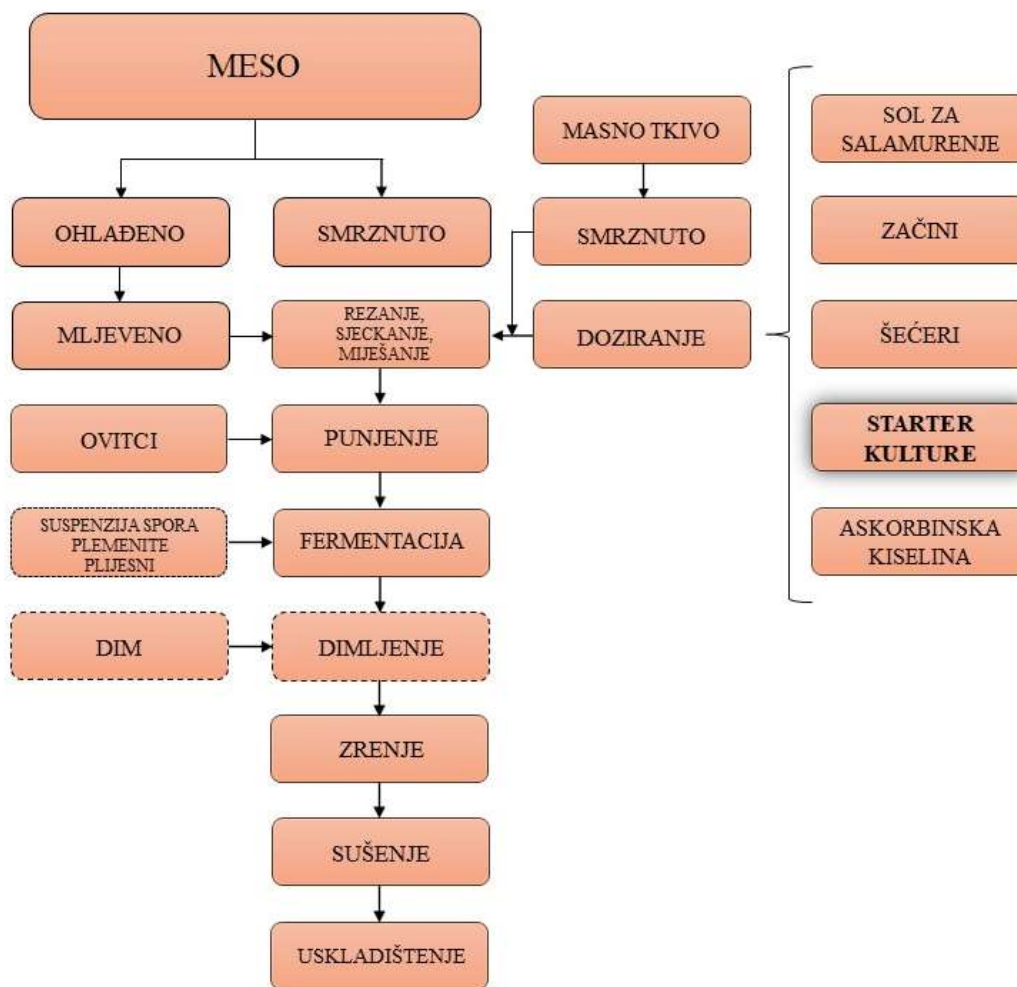 MESO
MASNO TKIVO
SOL ZA
SALAMURENJE
OHLAĐENO
SMRZNUTO
SMRZNUTO
ZAČINI
MLJEVENO
REZANJE,
SJECKANJE,
MIJEŠANJE
DOZIRANJE
ŠEĆERI
OVITCI
PUNJENJE
STARTER
KULTURE
SUSPENZIJA SPORA
PLEMENITE
PLIJESNI
FERMENTACIJA
ASKORBINSKA
KISELINA
DIM
DIMLJENJE
ZRENJE
SUŠENJE
USKLADIŠTENJE